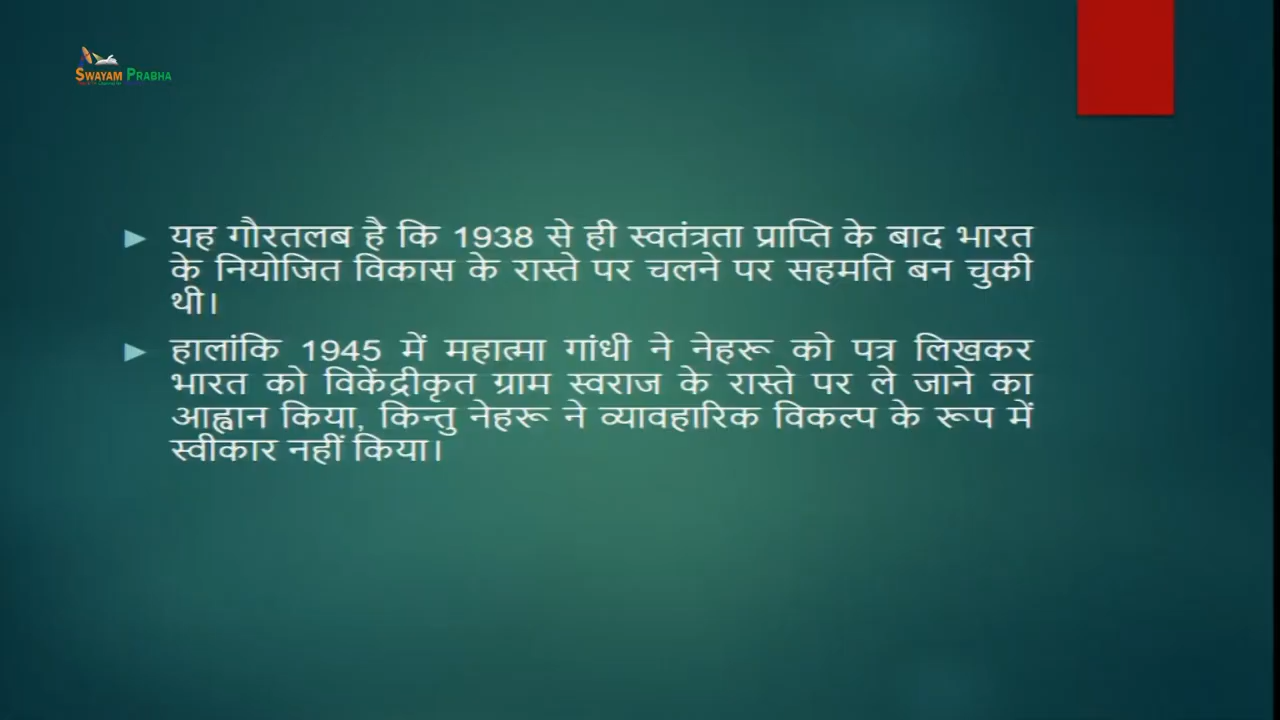 SWAYAM PRABHA
यह गौरतलब है कि 1938 से ही स्वतंत्रता प्राप्ति के बाद भारत
के नियोजित विकास के रास्ते पर चलने पर सहमति बन चुकी
थी।
हालांकि 1945 में महात्मा गांधी ने नेहरू को पत्र लिखकर
भारत को विकेंद्रीकृत ग्राम स्वराज के रास्ते पर ले जाने का
आह्वान किया, किन्तु नेहरू ने व्यावहारिक विकल्प के रूप में
स्वीकार नहीं किया।